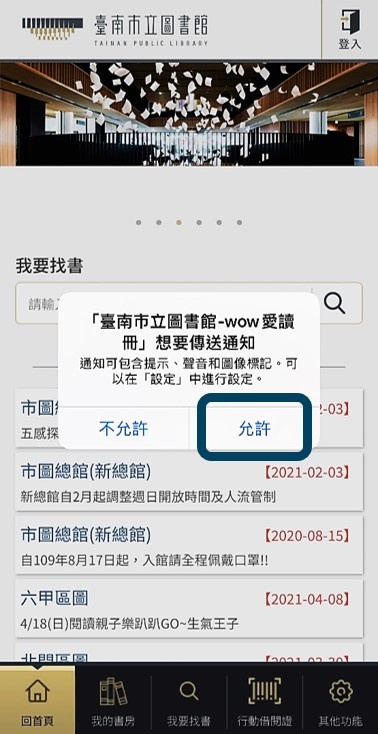 臺南市立圖書館
TAINAN PUBLIC LIBRARY
登入
我要找書
請輸
「臺南市立圖書館-wow愛讀
冊」想要傳送通知
通知可包含提示、聲音和圖像標記。可
以在「設定」中進行設定。
不允許
允許
市圖
2-03】
五感探
市圖總館(新總館)
【2021-02-03】
新總館自2月起調整週日開放時間及人流管制
市圖總館(新總館)
【2020-08-15】
自109年8月17日起，入館請全程佩戴口罩!!
六甲區圖
【2021-04-08】
4/18(日)閱讀親子樂趴趴GO~生氣王子
北門區圖
回首頁
我的書房
我要找書
行動借閱證
其他功能